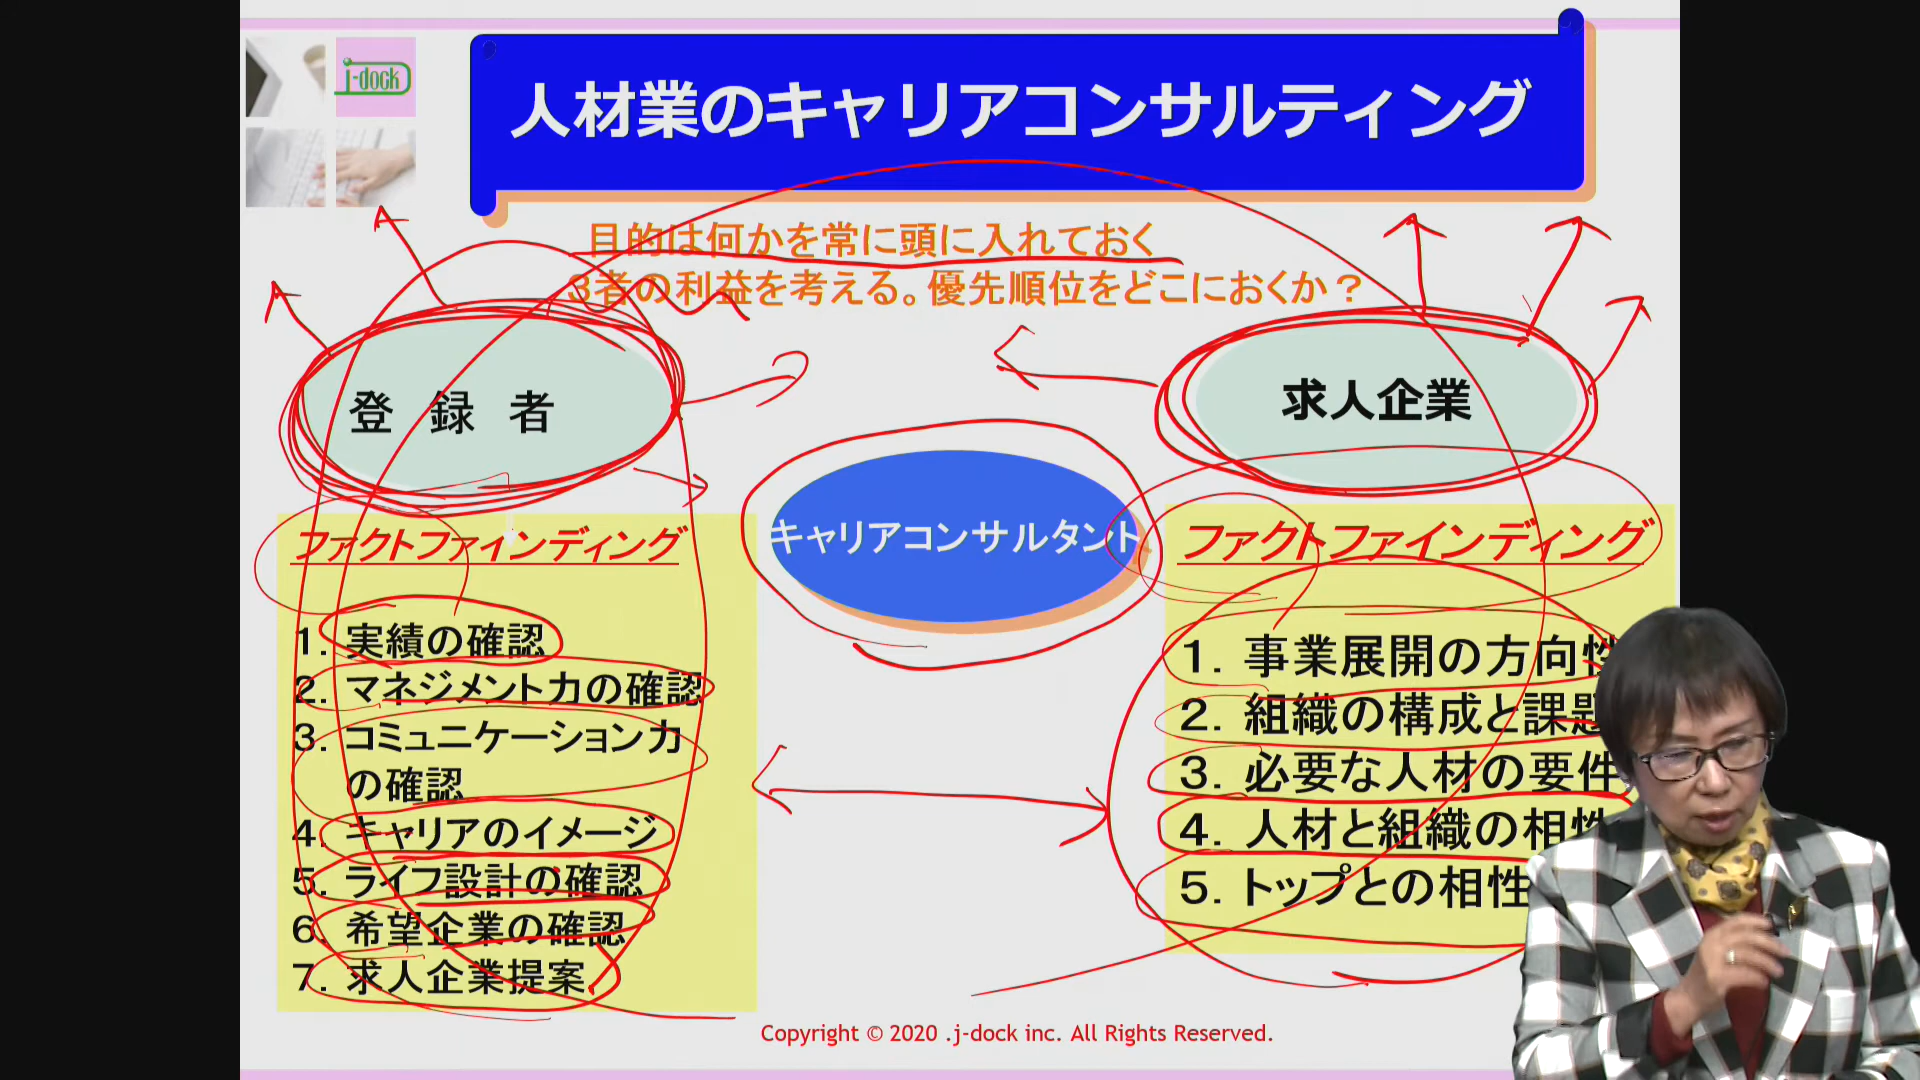 j-dock
人材業のキャリアコンサルティング
目的は何かを常に頭に入れておく
3者の利益を考える。優先順位をどこにおくか？
登 録 者
求人企業
キャリアコンサルタント
ファクトファインディング
1. 実績の確認
2. マネジメント力の確認
3. コミュニケーション力
の確認
4. キャリアのイメージ
5. ライフ設計の確認
6. 希望企業の確認
7. 求人企業提案
ファクトファインディング
1. 事業展開の方向性
2. 組織の構成と課題
3. 必要な人材の要件
4. 人材と組織の相性
5. トップとの相性
Copyright © 2020 .j-dock inc. All Rights Reserved.